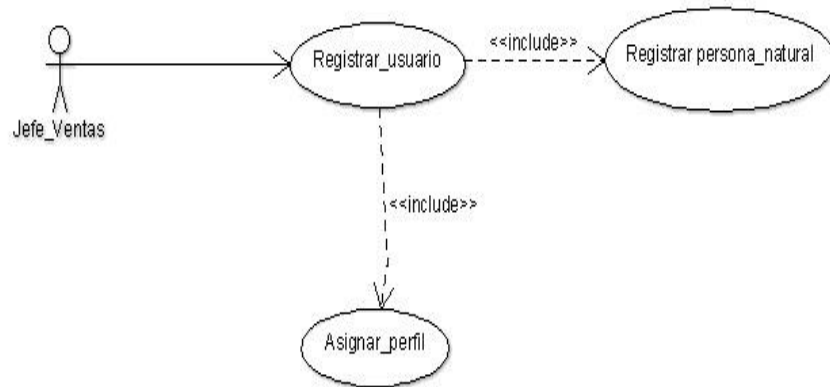 Registrar_usuario
<<include>>
Registrar persona_natural
Jefe_Ventas
<<include>>
Asignar_perfil